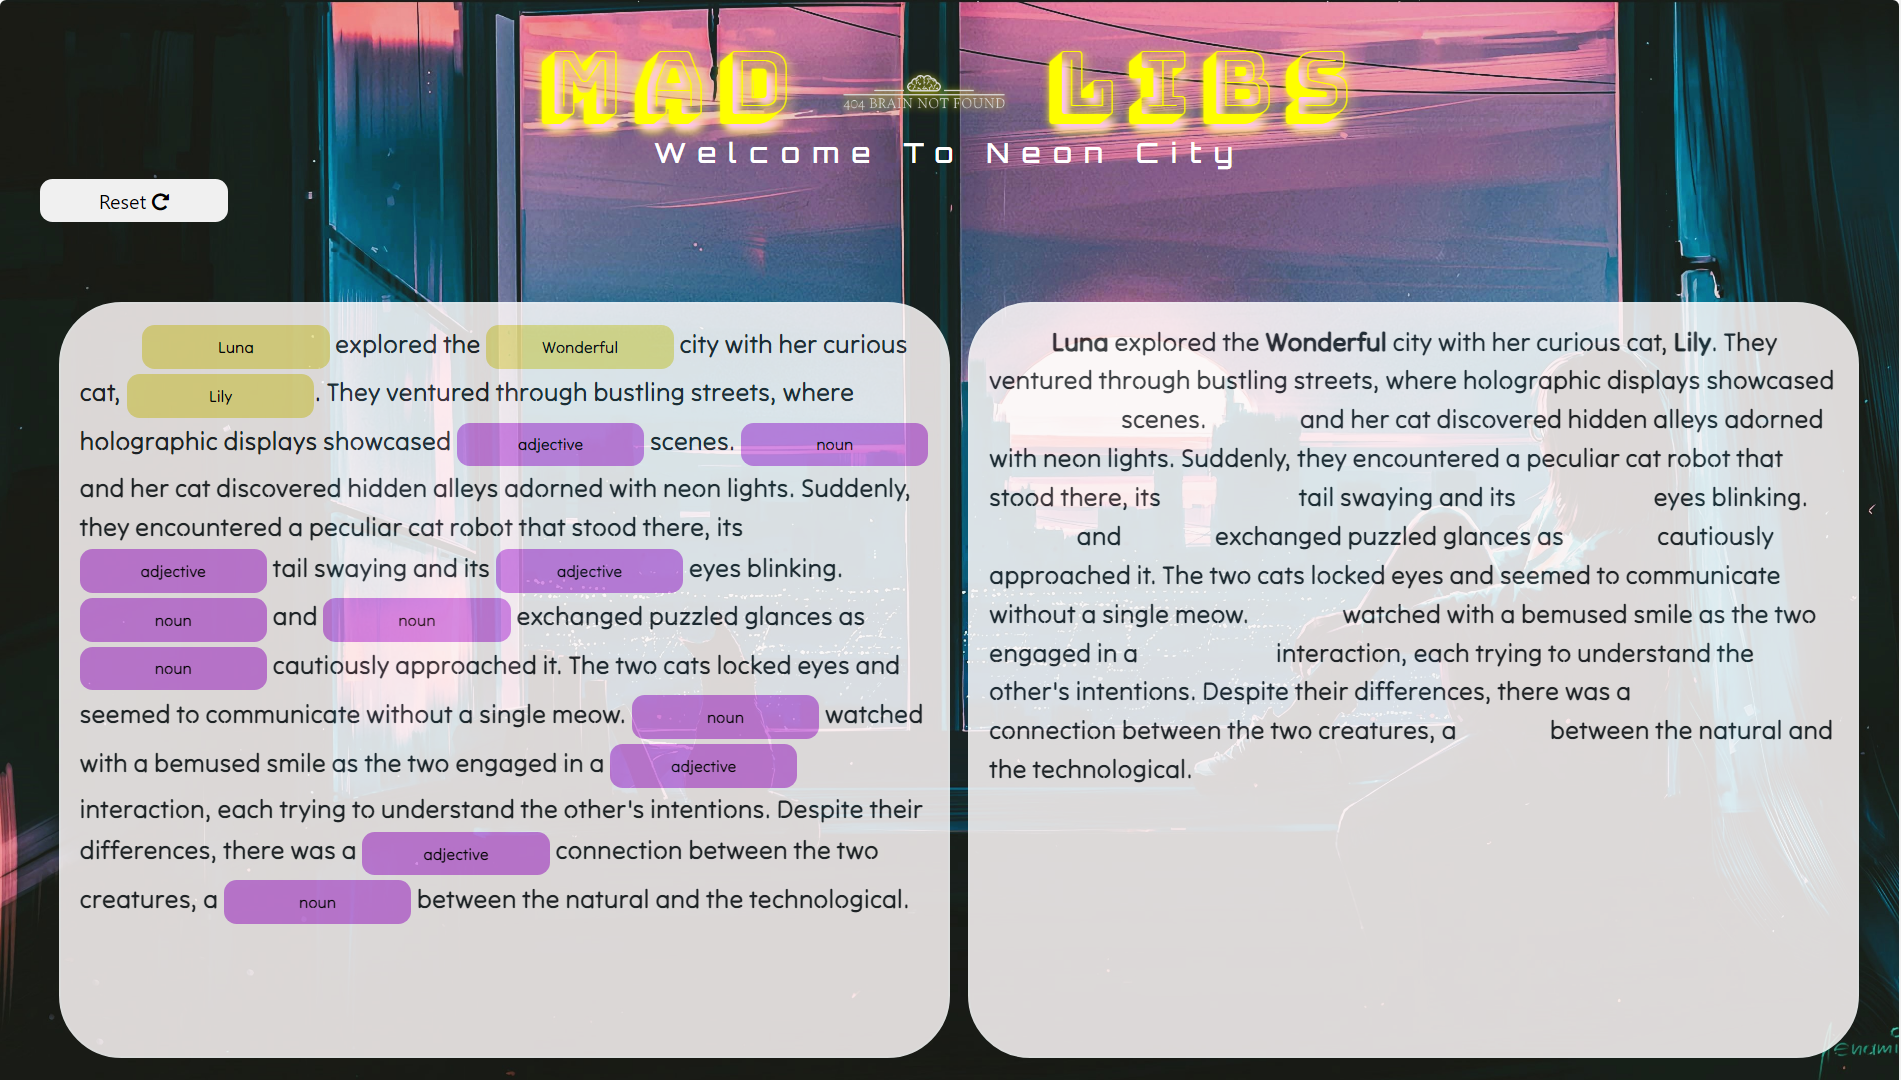 MAD LIBS
404 BRAIN NOT FOUND
Welcome To Neon City
Reset
Luna explored the Wonderful city with her curious
cat, Lily . They ventured through bustling streets, where
holographic displays showcased adjective scenes. noun
and her cat discovered hidden alleys adorned with neon lights. Suddenly,
they encountered a peculiar cat robot that stood there, its
adjective tail swaying and its adjective eyes blinking.
noun and noun exchanged puzzled glances as
noun cautiously approached it. The two cats locked eyes and
seemed to communicate without a single meow. noun watched
with a bemused smile as the two engaged in a adjective
interaction, each trying to understand the other's intentions. Despite their
differences, there was a adjective connection between the two
creatures, a noun between the natural and the technological.
Luna explored the Wonderful city with her curious cat, Lily. They
ventured through bustling streets, where holographic displays showcased
scenes. and her cat discovered hidden alleys adorned
with neon lights. Suddenly, they encountered a peculiar cat robot that
stood there, its tail swaying and its eyes blinking.
and exchanged puzzled glances as cautiously
approached it. The two cats locked eyes and seemed to communicate
without a single meow. watched with a bemused smile as the two
engaged in a interaction, each trying to understand the
other's intentions. Despite their differences, there was a
connection between the two creatures, a between the natural and
the technological.